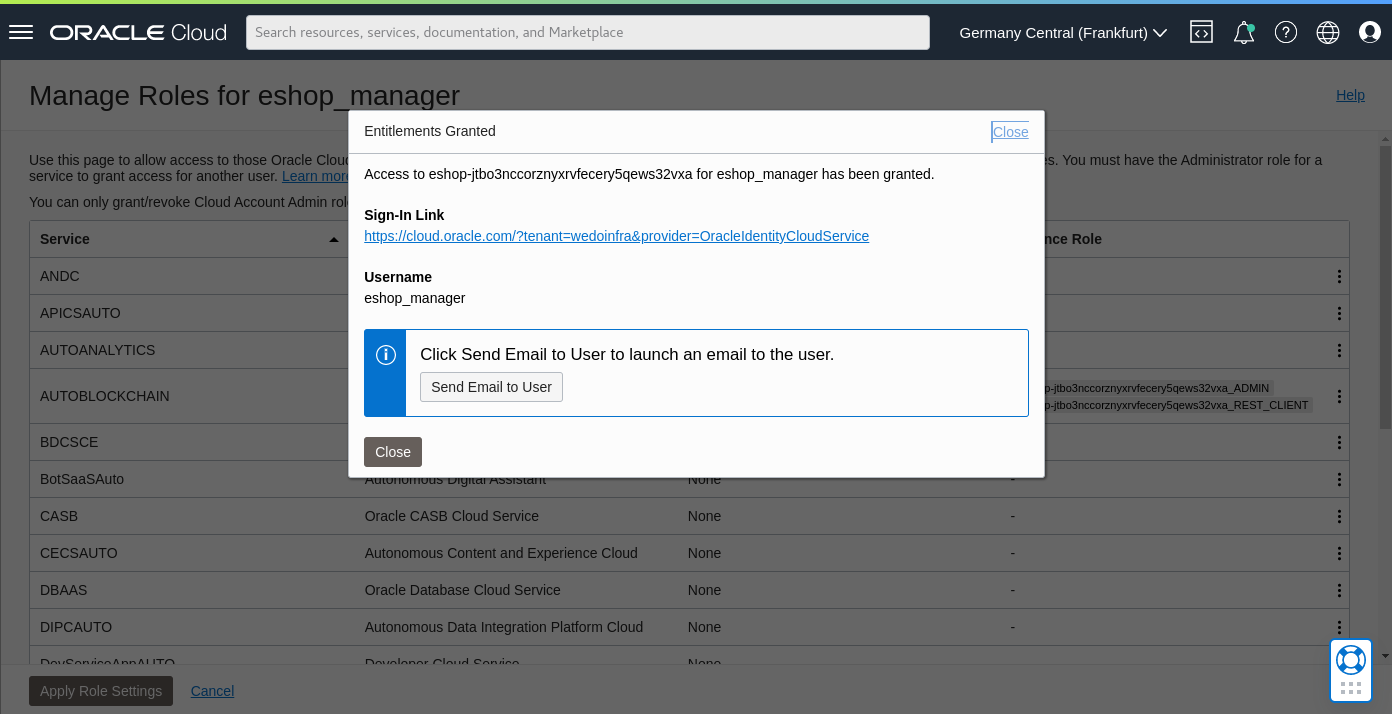 ORACLE Cloud
Search resources, services, documentation, and Marketplace
Germany Central (Frankfurt)
Manage Roles for eshop_manager
Help
Entitlements Granted
Close
Use this page to allow access to those Oracle Cloud
es. You must have the Administrator role for a
service to grant access for another user. Learn more
You can only grant/revoke Cloud Account Admin
Access to eshop-jtbo3nccorznyxrvfecery5qews32vxa for eshop_manager has been granted.
Sign-In Link
https://cloud.oracle.com/?tenant=wedoinfra&provider=OracleIdentityCloudService
Username
eshop_manager
Click Send Email to User to launch an email to the user.
Send Email to User
Close
Service
nce Role
ANDC
APICSAUTO
AUTOANALYTICS
AUTOBLOCKCHAIN
p-jtbo3nccorznyxrvfecery5qews32vxa_ADMIN
p-jtbo3nccorznyxrvfecery5qews32vxa_REST_CLIENT
BDCSCE
BotSaaSAuto Autonomous Digital Assistant None -
CASB Oracle CASB Cloud Service None -
CECSAUTO Autonomous Content and Experience Cloud None -
DBAAS Oracle Database Cloud Service None -
DIPCAUTO Autonomous Data Integration Platform Cloud None -
DevServiceAppAUTO Developer Cloud Service None
Apply Role Settings Cancel